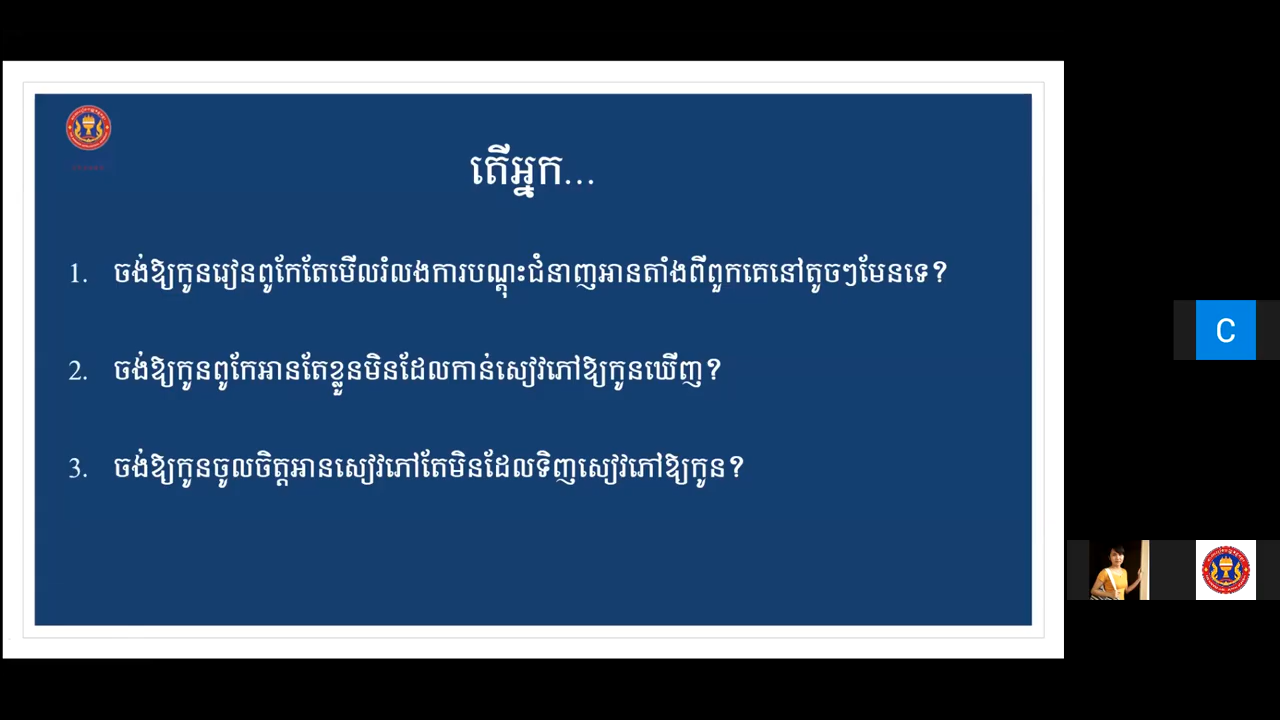 តើអ្នក...
1. ចង់ឱ្យកូនរៀនពូកែតែមើលរំលងការបណ្តុះជំនាញអានតាំងពីពួកគេនៅតូចៗមែនទេ?
2. ចង់ឱ្យកូនពូកែអានតែខ្លួនមិនដែលកាន់សៀវភៅឱ្យកូនឃើញ?
3. ចង់ឱ្យកូនចូលចិត្តអានសៀវភៅតែមិនដែលទិញសៀវភៅឱ្យកូន?
C